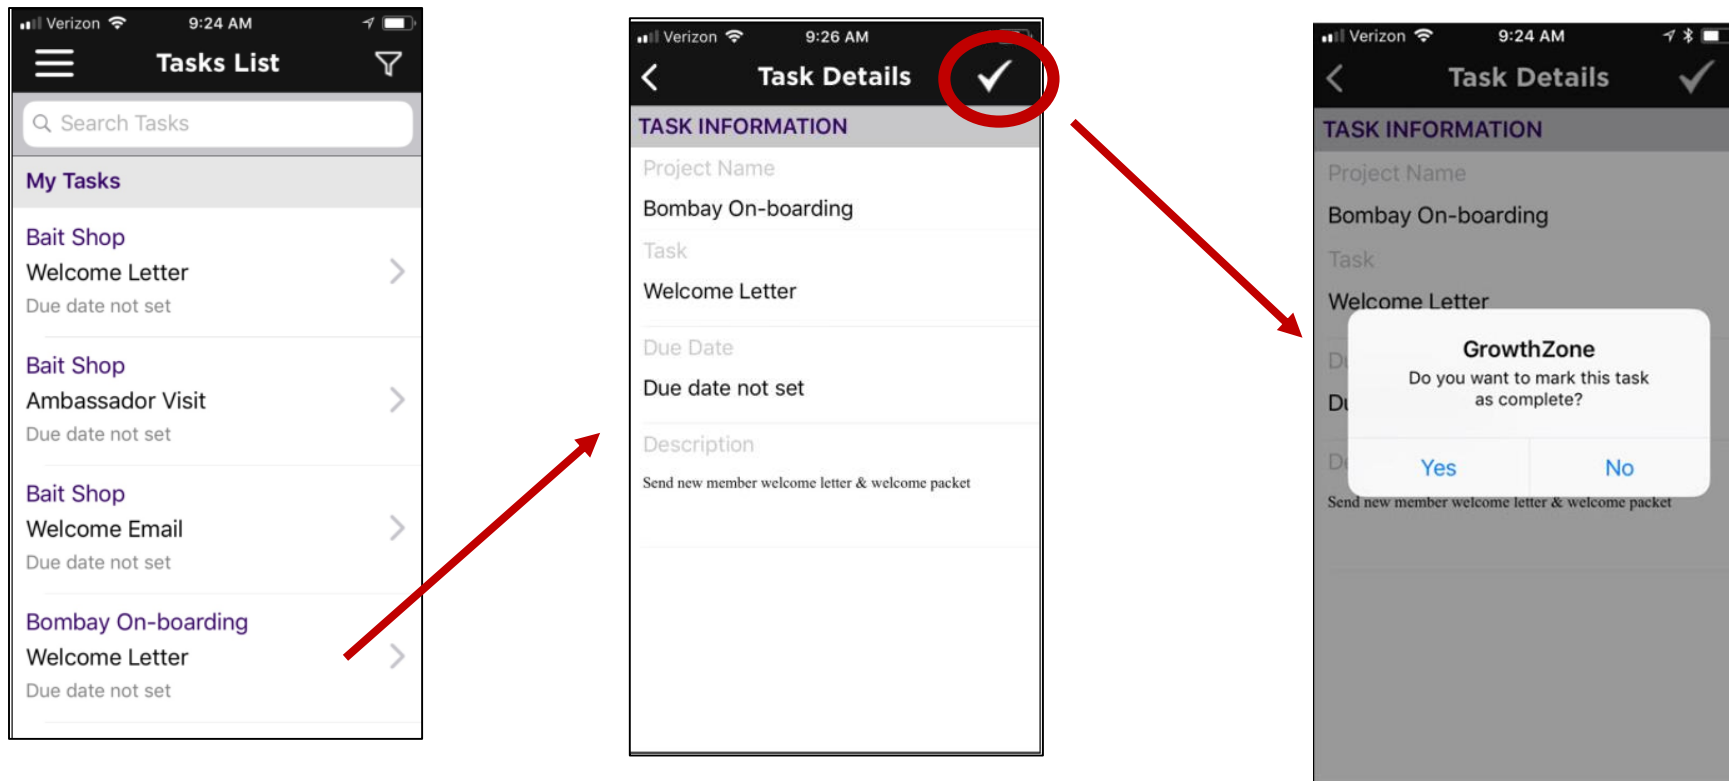 Verizon 9:24 AM
Tasks List
Search Tasks
My Tasks
Bait Shop
Welcome Letter
Due date not set
Bait Shop
Ambassador Visit
Due date not set
Bait Shop
Welcome Email
Due date not set
Bombay On-boarding
Welcome Letter
Due date not set
Verizon 9:26 AM
Task Details
TASK INFORMATION
Project Name
Bombay On-boarding
Task
Welcome Letter
Due Date
Due date not set
Description
Send new member welcome letter & welcome packet
Verizon 9:24 AM
Task Details
TASK INFORMATION
Project Name
Bombay On-boarding
Task
Welcome Letter
GrowthZone
Do you want to mark this task
as complete?
Yes No
Send new member welcome letter & welcome packet